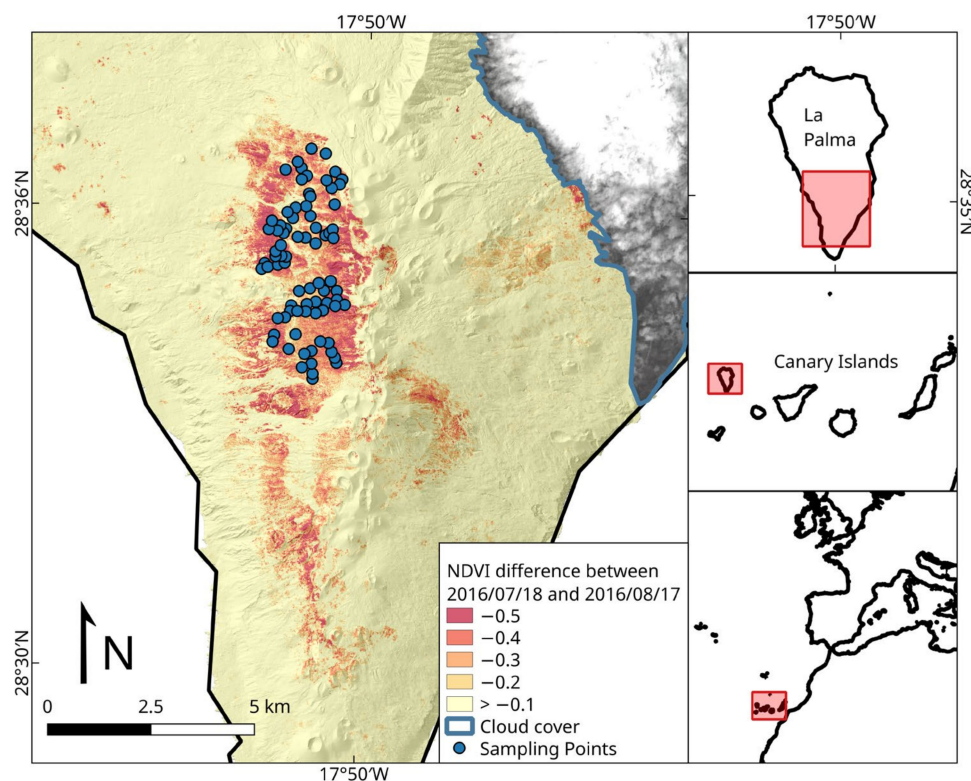 17°50′W
17°50′W
28°36′N
28°30′N
La
Palma
28°35′N
Canary Islands
N
0 2.5 5 km
NDVI difference between
2016/07/18 and 2016/08/17
−0.5
−0.4
−0.3
−0.2
> −0.1
Cloud cover
Sampling Points
17°50′W